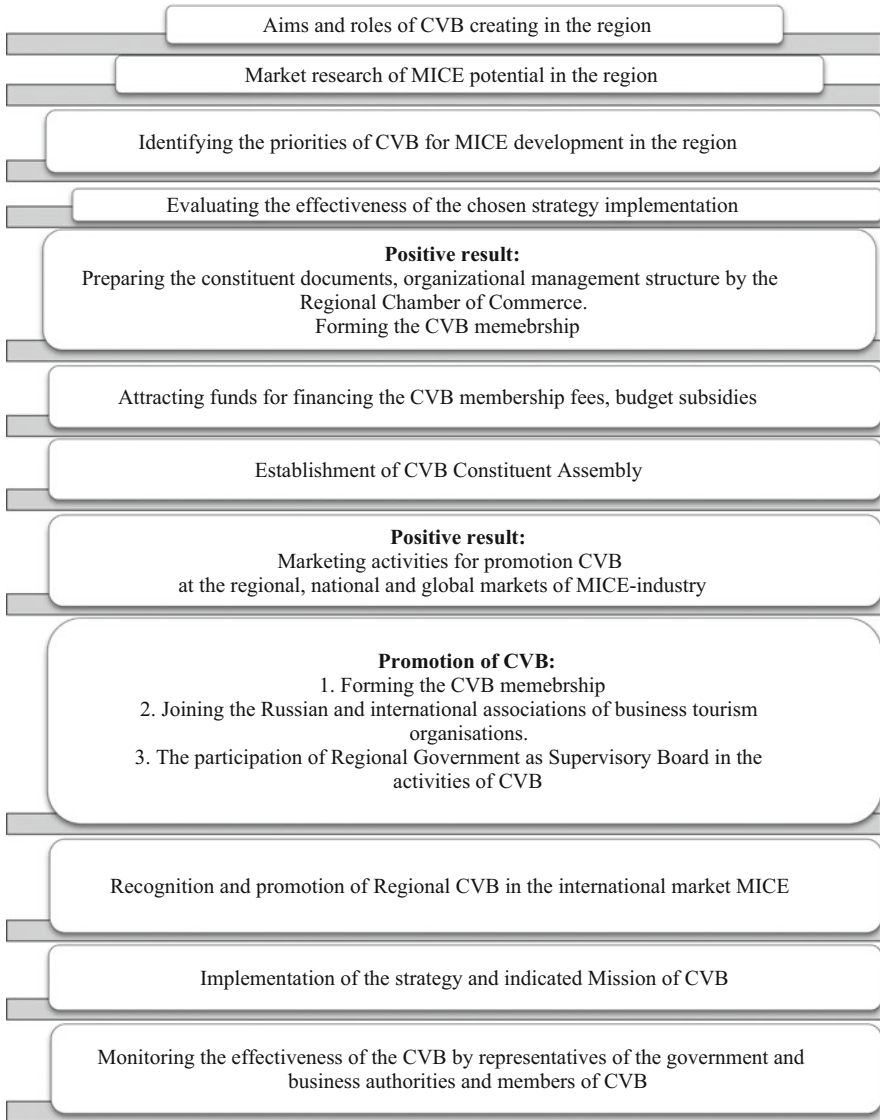 Aims and roles of CVB creating in the region
Market research of MICE potential in the region
Identifying the priorities of CVB for MICE development in the region
Evaluating the effectiveness of the chosen strategy implementation
Positive result:
Preparing the constituent documents, organizational management structure by the
Regional Chamber of Commerce.
Forming the CVB memebrship
Attracting funds for financing the CVB membership fees, budget subsidies
Establishment of CVB Constituent Assembly
Positive result:
Marketing activities for promotion CVB
at the regional, national and global markets of MICE-industry
Promotion of CVB:
1. Forming the CVB memebrship
2. Joining the Russian and international associations of business tourism
organisations.
3. The participation of Regional Government as Supervisory Board in the
activities of CVB
Recognition and promotion of Regional CVB in the international market MICE
Implementation of the strategy and indicated Mission of CVB
Monitoring the effectiveness of the CVB by representatives of the government and
business authorities and members of CVB